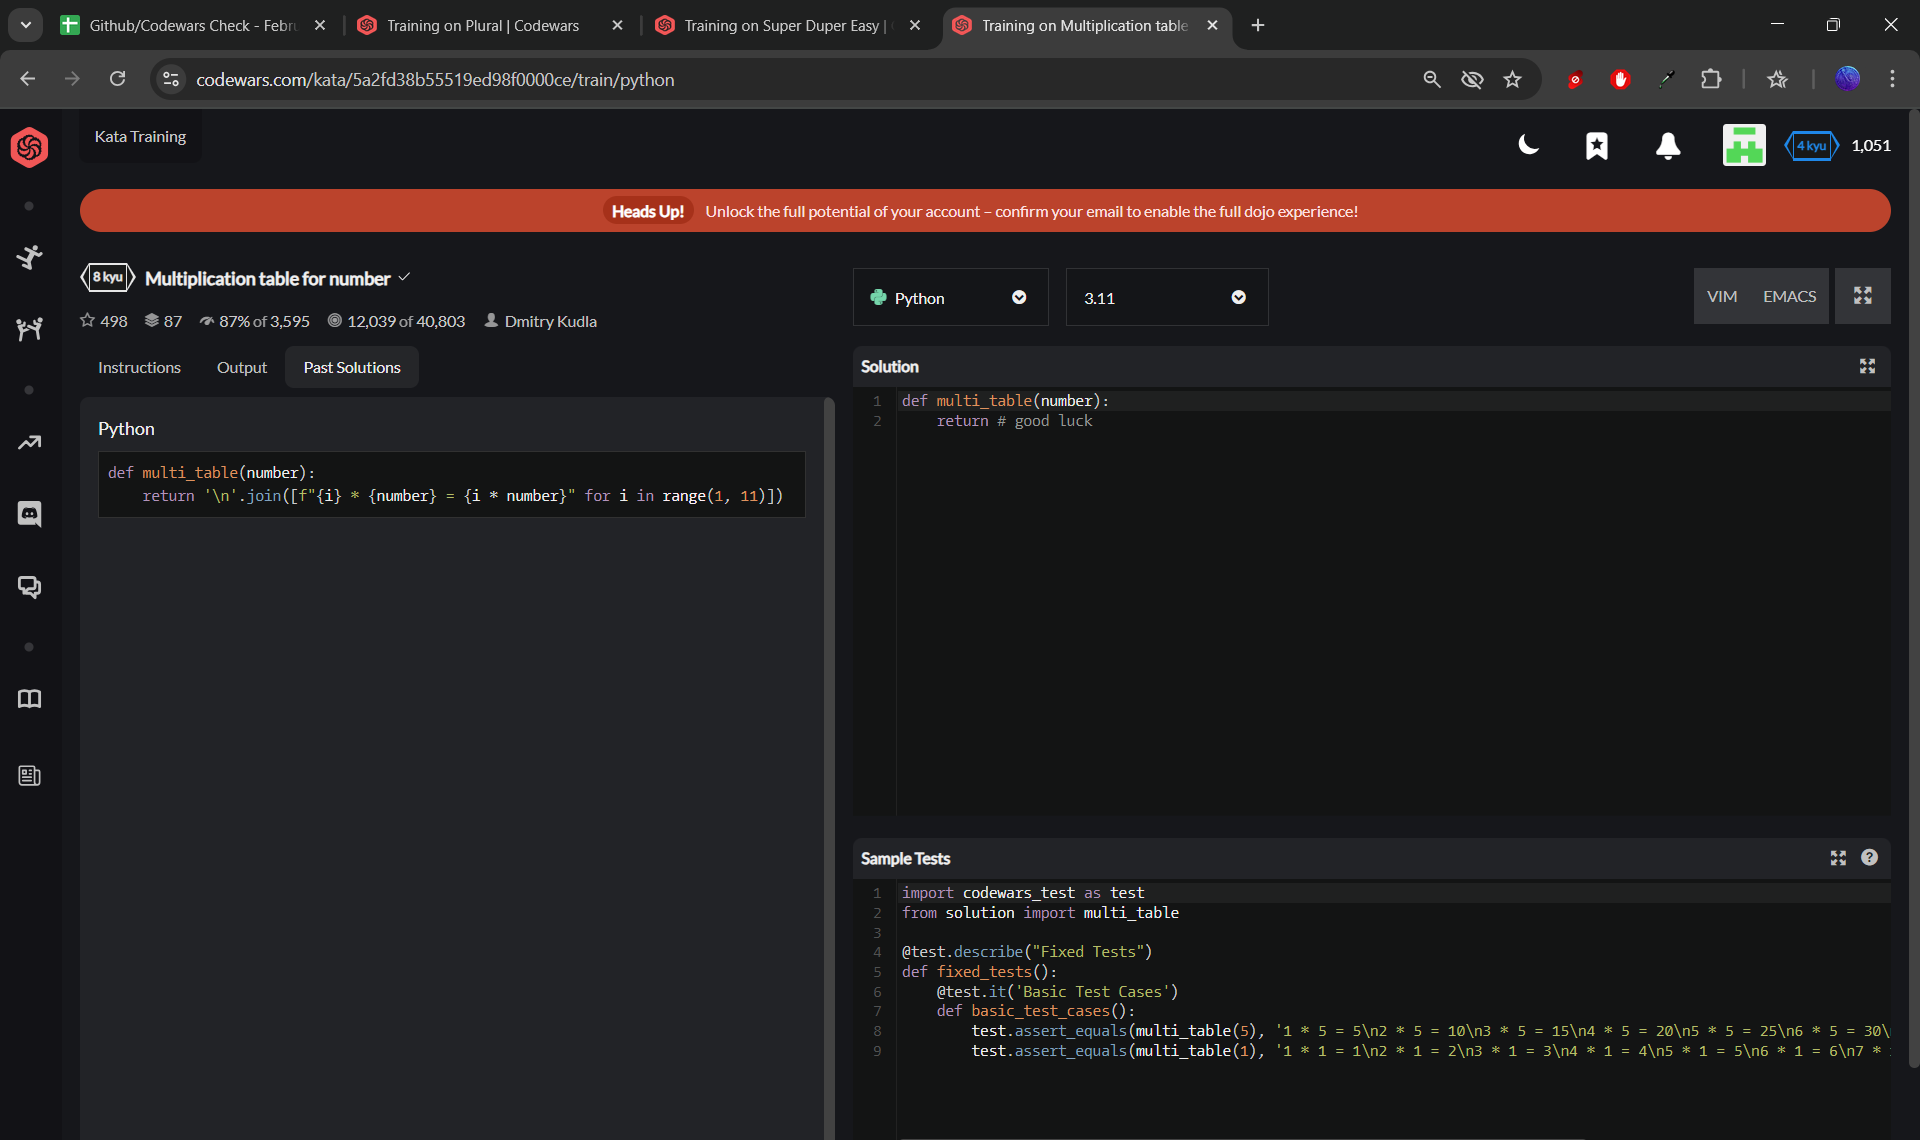 Github/Codewars Check - Febru
Training on Plural | Codewars
Training on Super Duper Easy |
Training on Multiplication table
codewars.com/kata/5a2fd38b55519ed98f0000ce/train/python
Kata Training
4 kyu
1,051
Heads Up! Unlock the full potential of your account – confirm your email to enable the full dojo experience!
8 kyu Multiplication table for number
498 87 87% of 3,595 12,039 of 40,803 Dmitry Kudla
Python
3.11
VIM
EMACS
Instructions
Output
Past Solutions
Python
def multi_table(number):
    return '\n'.join([f"{i} * {number} = {i * number}" for i in range(1, 11)])
Solution
1 def multi_table(number):
2     return # good luck
Sample Tests
?
1 import codewars_test as test
2 from solution import multi_table
3
4 @test.describe("Fixed Tests")
5 def fixed_tests():
6     @test.it('Basic Test Cases')
7     def basic_test_cases():
8         test.assert_equals(multi_table(5), '1 * 5 = 5\n2 * 5 = 10\n3 * 5 = 15\n4 * 5 = 20\n5 * 5 = 25\n6 * 5 = 30\
9         test.assert_equals(multi_table(1), '1 * 1 = 1\n2 * 1 = 2\n3 * 1 = 3\n4 * 1 = 4\n5 * 1 = 5\n6 * 1 = 6\n7 *